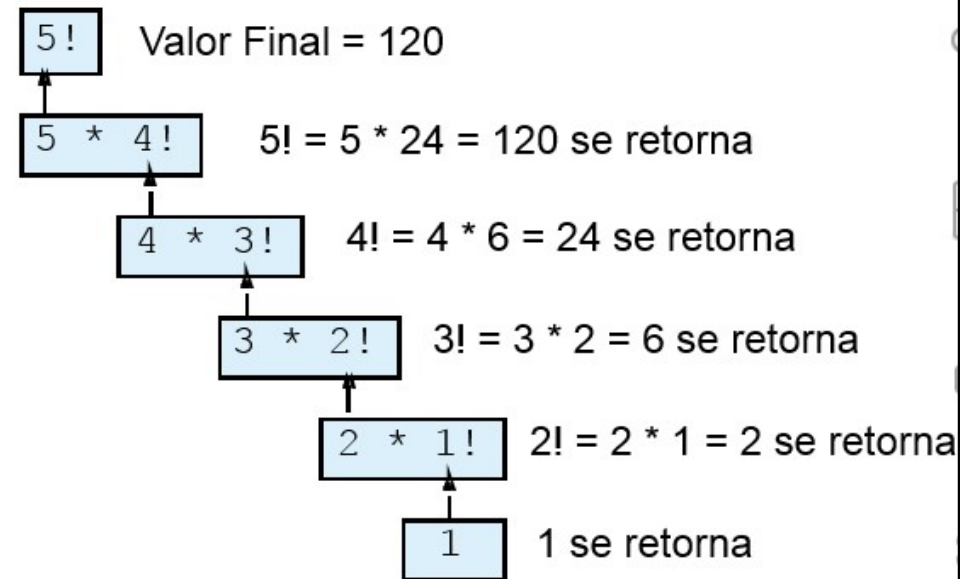 5! Valor Final = 120
5 * 4! 5! = 5 * 24 = 120 se retorna
4 * 3! 4! = 4 * 6 = 24 se retorna
3 * 2! 3! = 3 * 2 = 6 se retorna
2 * 1! 2! = 2 * 1 = 2 se retorna
1 1 se retorna